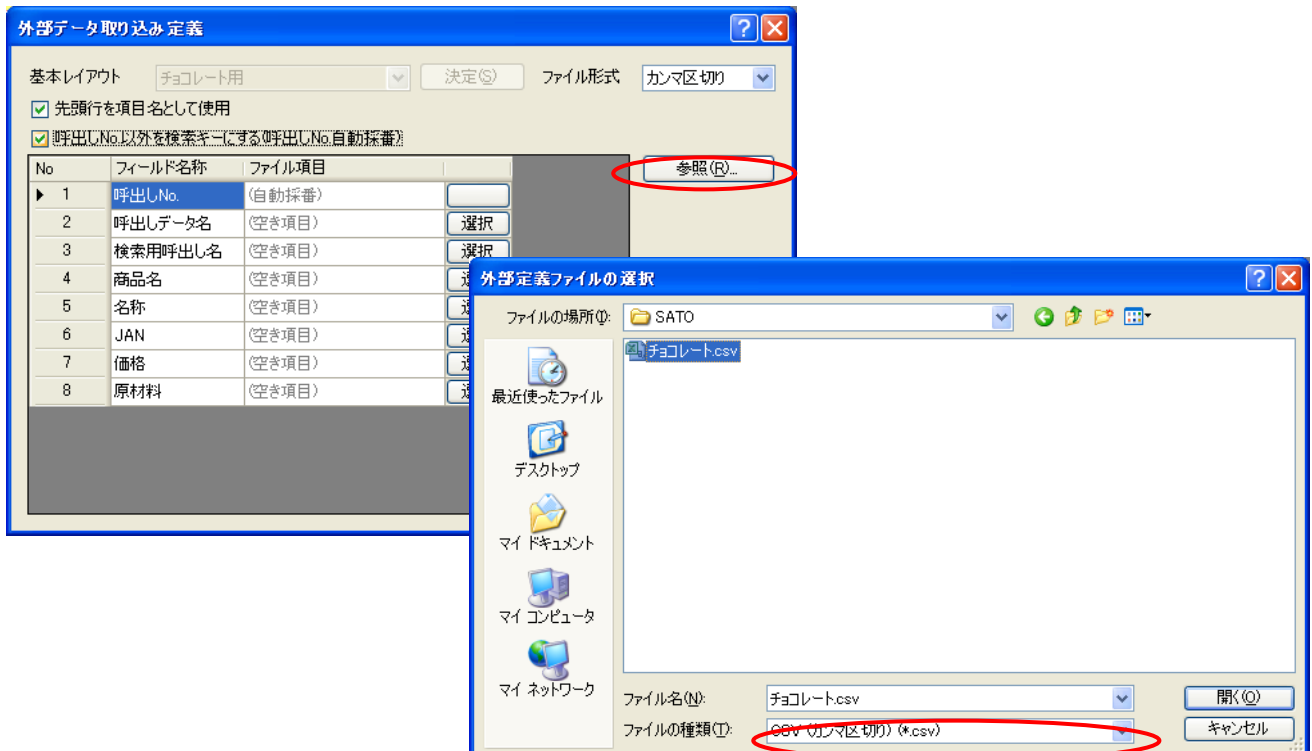 外部データ取り込み定義
基本レイアウト チョコレート用 決定(S) ファイル形式 カンマ区切り
先頭行を項目名として使用
呼出しNo.以外を検索キーにする(呼出しNo.自動採番)
No フィールド名称 ファイル項目
参照(R)...
1 呼出しNo. (自動採番)
2 呼出しデータ名 (空き項目) 選択
3 検索用呼出し名 (空き項目) 選択
4 商品名 (空き項目)
5 名称 (空き項目)
6 JAN (空き項目)
7 価格 (空き項目)
8 原材料 (空き項目)
外部定義ファイルの選択
ファイルの場所(I): SATO
チョコレート.csv
最近使ったファイル
デスクトップ
マイ ドキュメント
マイ コンピュータ
マイ ネットワーク
ファイル名(N): チョコレート.csv 開く(O)
ファイルの種類(T): CSV (カンマ区切り) (*.csv) キャンセル